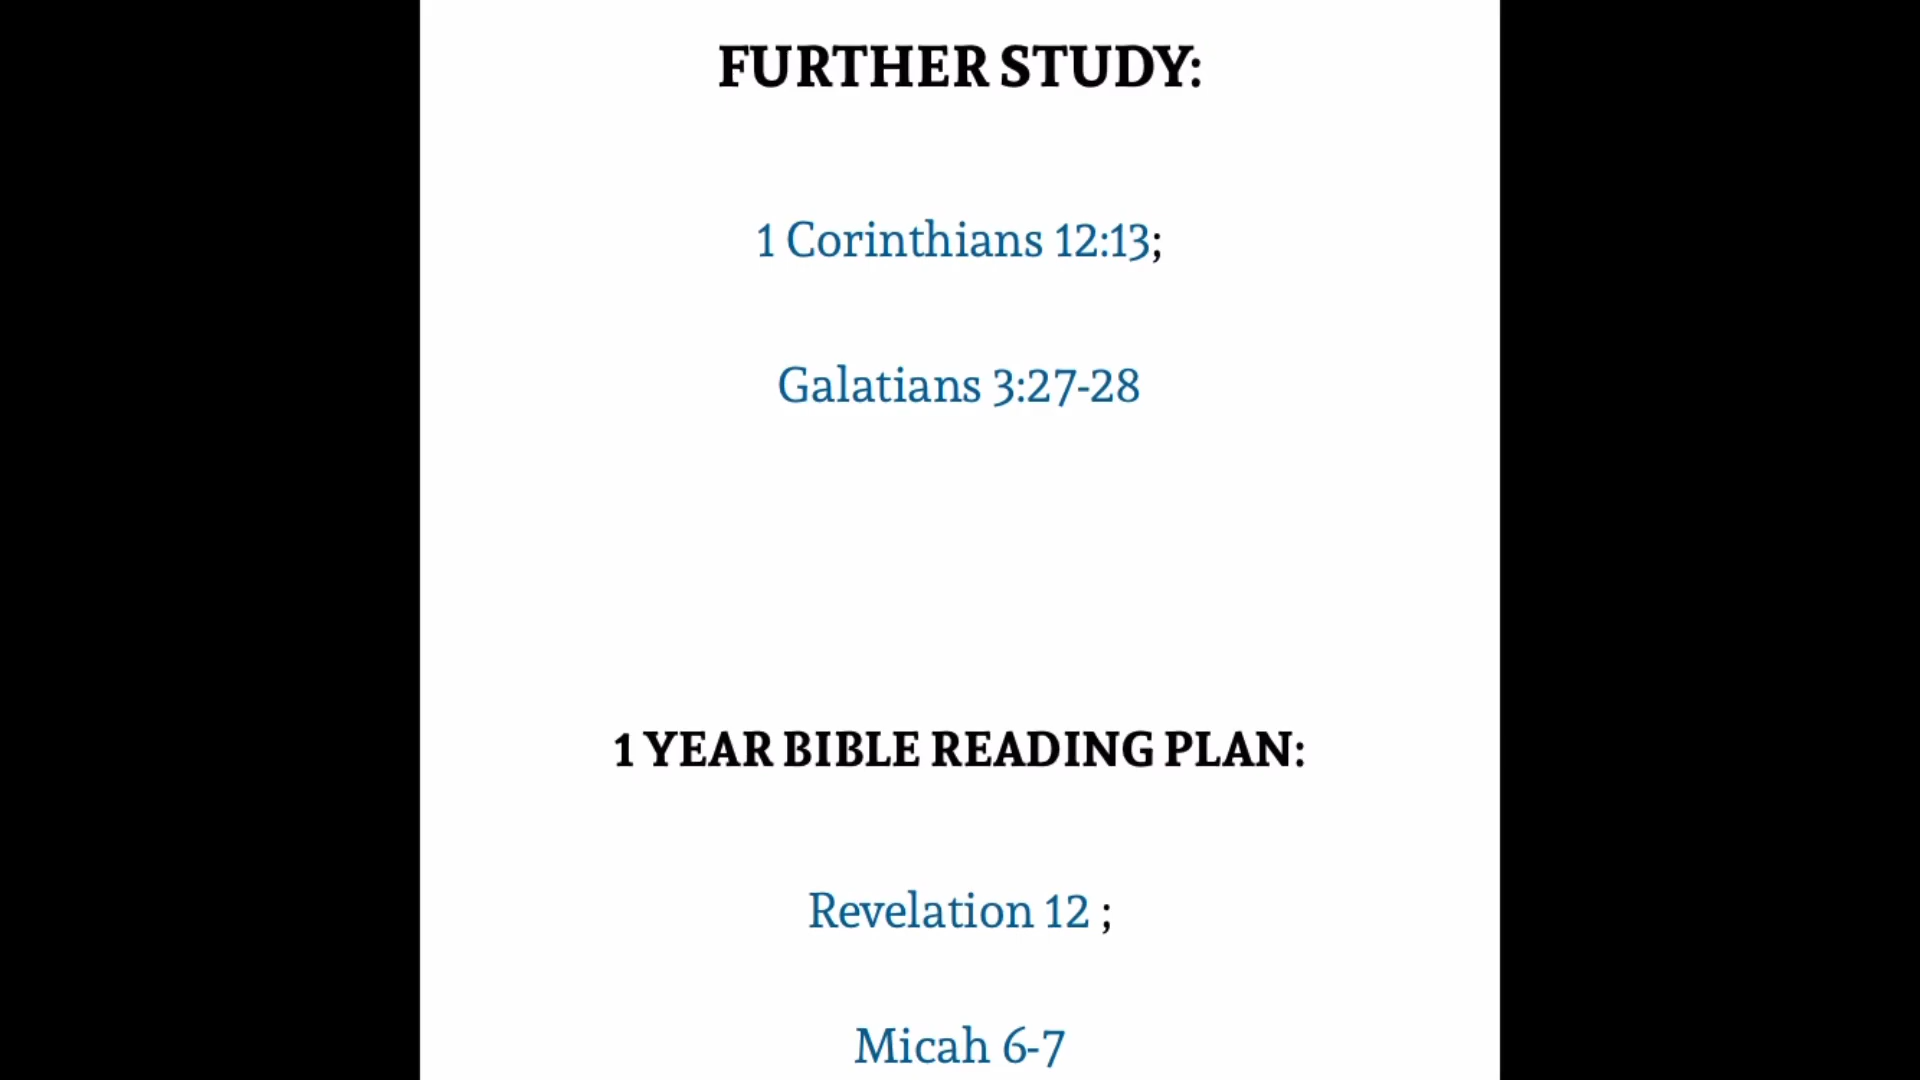 FURTHER STUDY:
1 Corinthians 12:13;
Galatians 3:27-28
1 YEAR BIBLE READING PLAN:
Revelation 12 ;
Micah 6-7